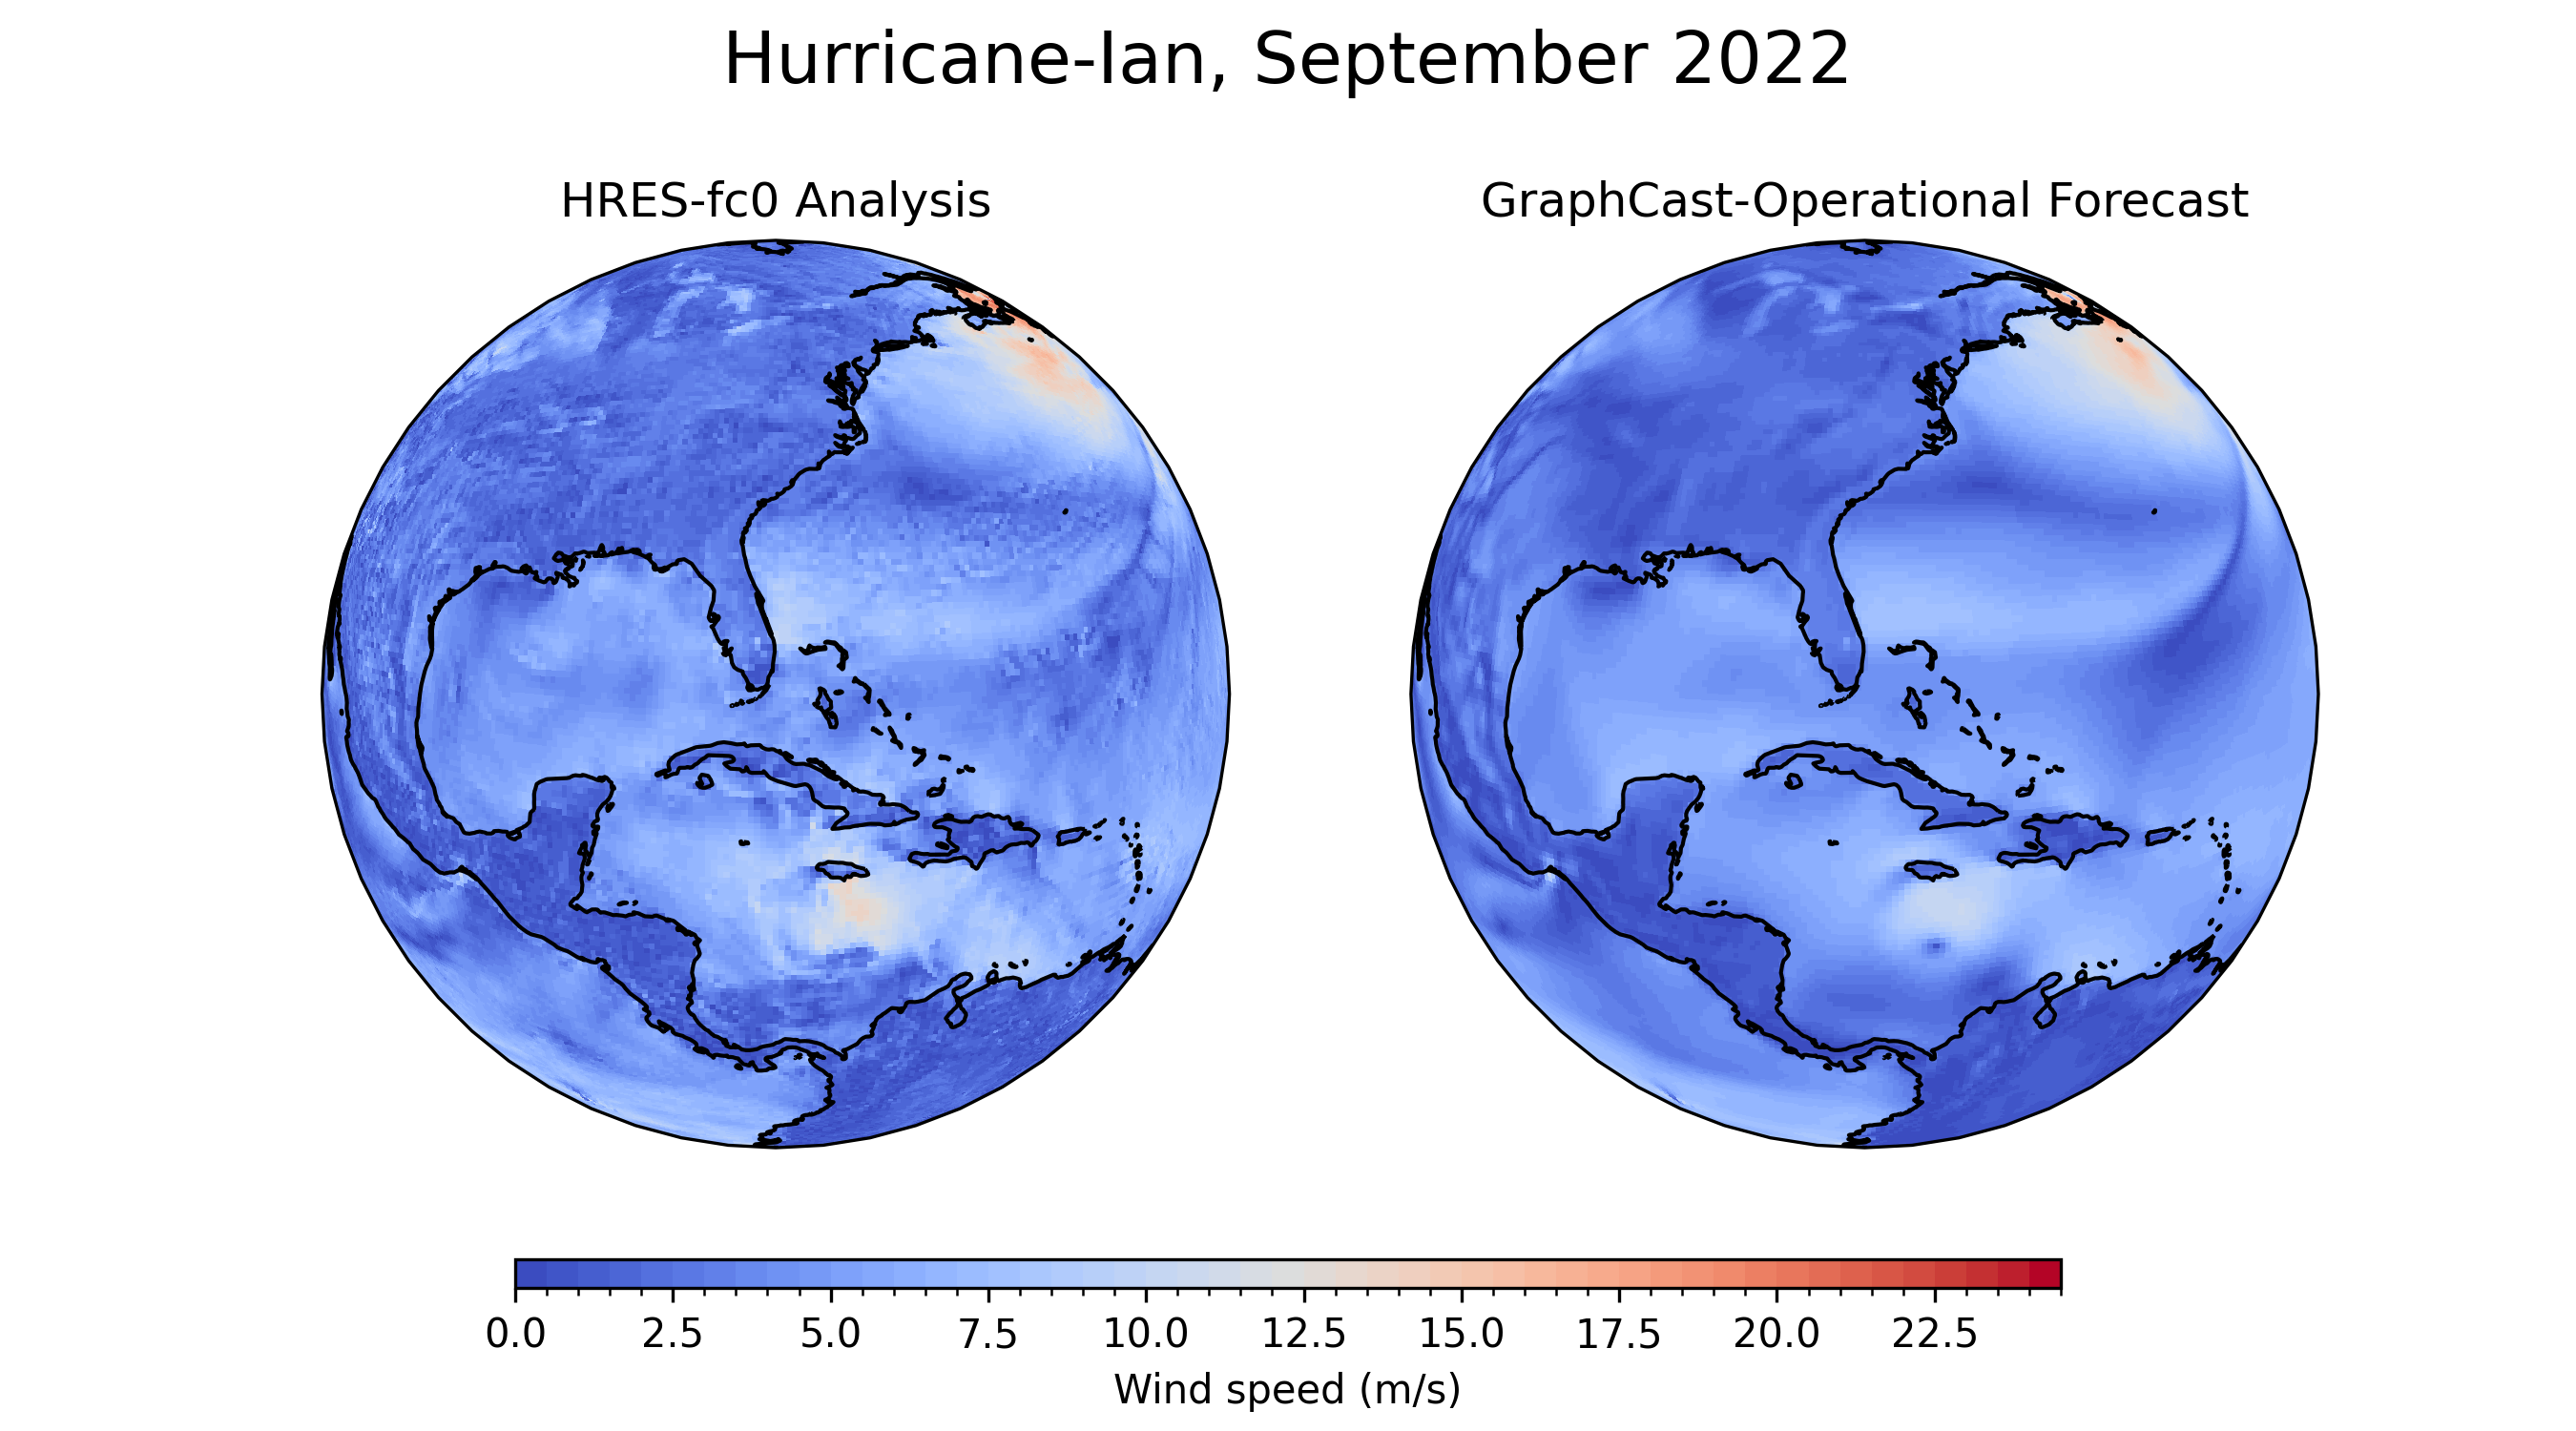 Hurricane-Ian, September 2022
HRES-fc0 Analysis
GraphCast-Operational Forecast
0.0 2.5 5.0 7.5 10.0 12.5 15.0 17.5 20.0 22.5
Wind speed (m/s)